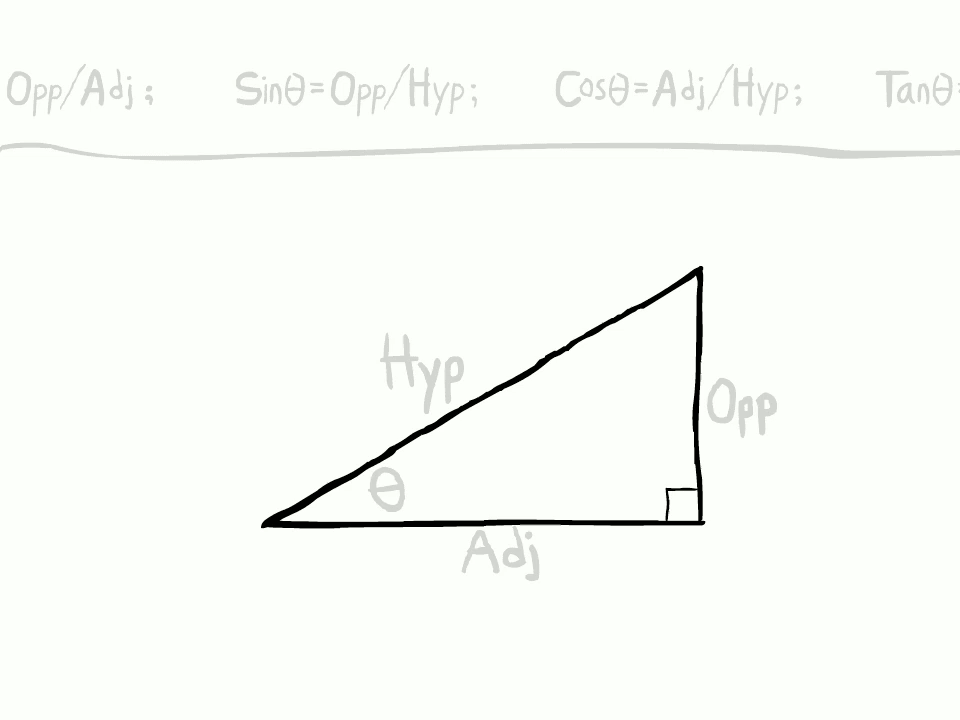 Opp/Adj; Sinθ=Opp/Hyp; Cosθ=Adj/Hyp; Tanθ=
Hyp
Opp
θ
Adj